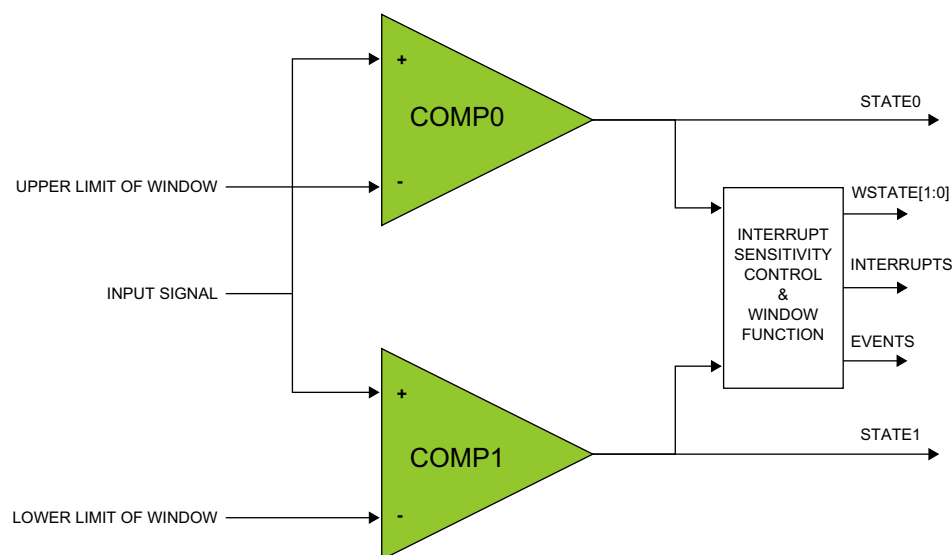 STATE0
+
COMP0
-
UPPER LIMIT OF WINDOW
WSTATE[1:0]
INTERRUPT
SENSITIVITY
CONTROL
&
WINDOW
FUNCTION
INTERRUPTS
INPUT SIGNAL
EVENTS
+
COMP1
-
STATE1
LOWER LIMIT OF WINDOW